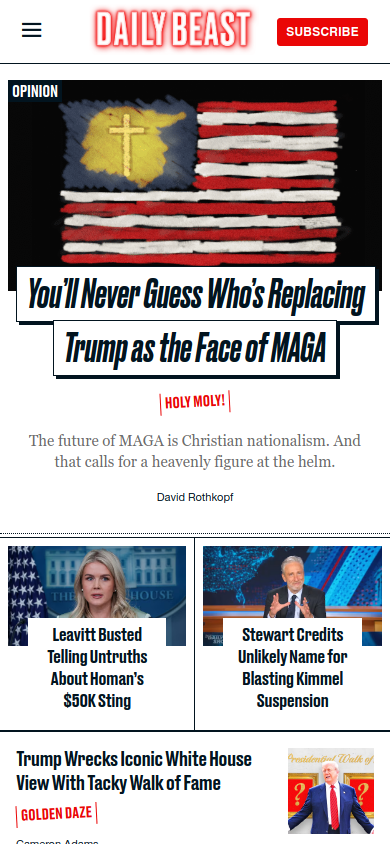 DAILY BEAST
SUBSCRIBE
OPINION
You'll Never Guess Who's Replacing
Trump as the Face of MAGA
HOLY MOLY!
The future of MAGA is Christian nationalism. And
that calls for a heavenly figure at the helm.
David Rothkopf
THE
HOUSE
Leavitt Busted
Telling Untruths
About Homan's
$50K Sting
Stewart Credits
Unlikely Name for
Blasting Kimmel
Suspension
Trump Wrecks Iconic White House
View With Tacky Walk of Fame
GOLDEN DAZE
Presidential Walk of
? ?
Cameron Adams